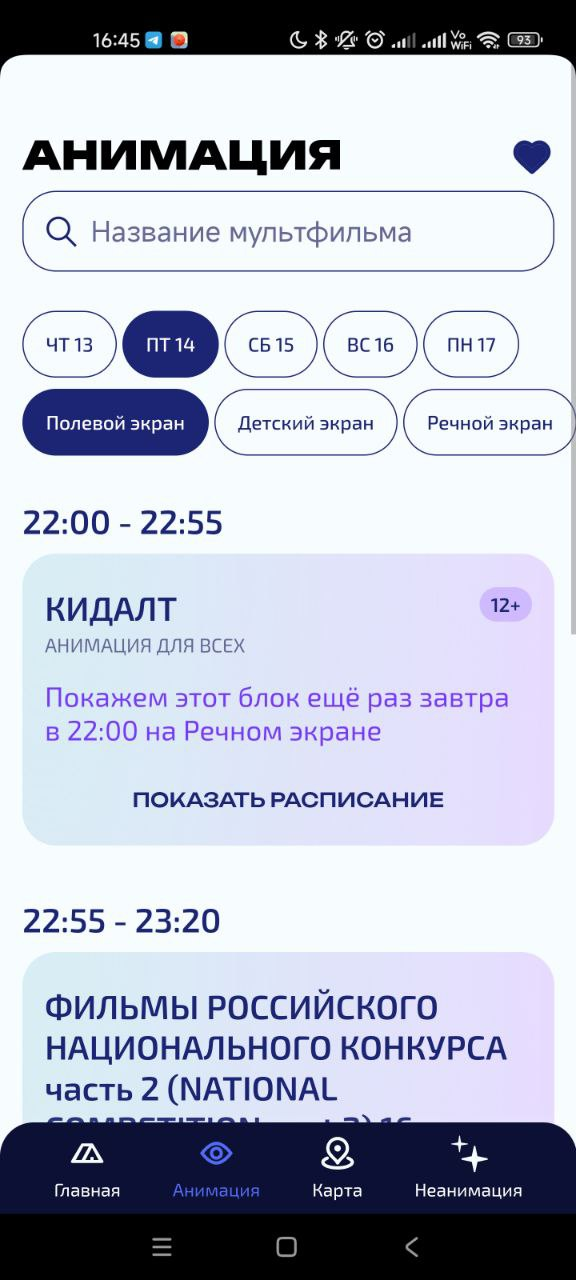 16:45
Vo
WiFi
93
АНИМАЦИЯ
Название мультфильма
ЧТ 13
ПТ 14
СБ 15
ВС 16
ПН 17
Полевой экран
Детский экран
Речной экран
22:00 - 22:55
КИДАЛТ
12+
АНИМАЦИЯ ДЛЯ ВСЕХ
Покажем этот блок ещё раз завтра
в 22:00 на Речном экране
ПОКАЗАТЬ РАСПИСАНИЕ
22:55 - 23:20
ФИЛЬМЫ РОССИЙСКОГО
НАЦИОНАЛЬНОГО КОНКУРСА
часть 2 (NATIONAL
Главная
Анимация
Карта
Неанимация